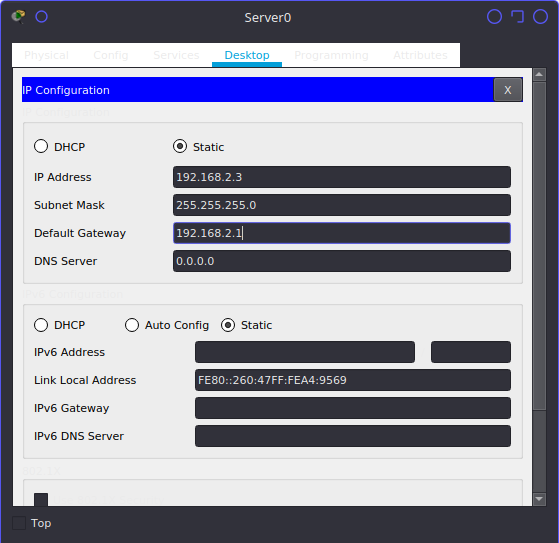 Server0
Physical Config Services Desktop Programming Attributes
IP Configuration X
DHCP Static
IP Address 192.168.2.3
Subnet Mask 255.255.255.0
Default Gateway 192.168.2.1
DNS Server 0.0.0.0
DHCP Auto Config Static
IPv6 Address
Link Local Address FE80::260:47FF:FEA4:9569
IPv6 Gateway
IPv6 DNS Server
Top